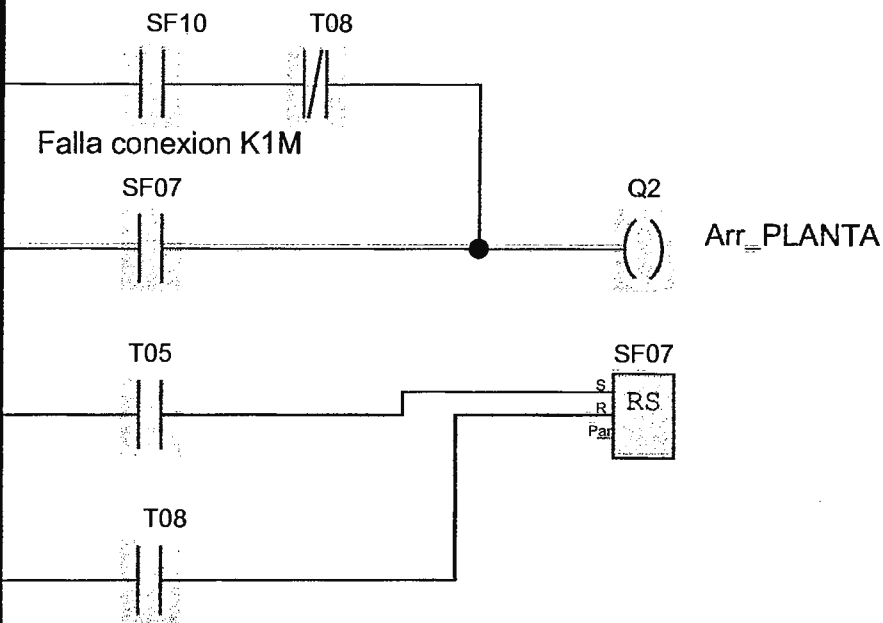 SF10 T08
Falla conexion K1M
SF07 Q2
Arr_PLANTA
T05 SF07
S
RS
R
Par
T08